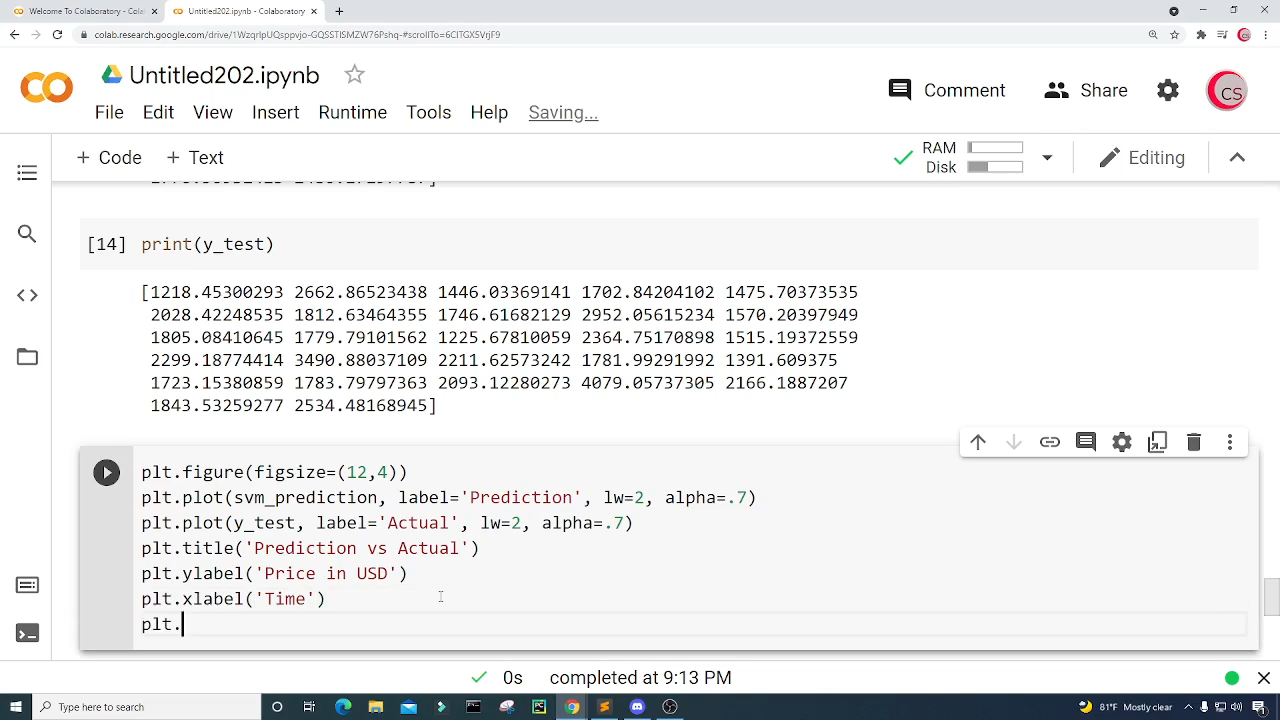 Welcome To Colaboratory - Colab
Untitled202.ipynb - Colaboratory
colab.research.google.com/drive/1WzqrIpUQsppvjo-GQSSTISMZW76Pshq-#scrollTo=6CITGX5VrjF9
CS
Untitled202.ipynb
Comment
Share
CS
File Edit View Insert Runtime Tools Help Saving...
+ Code + Text
RAM
Disk
Editing
[14] print(y_test)
[1218.45300293 2662.86523438 1446.03369141 1702.84204102 1475.70373535
2028.42248535 1812.63464355 1746.61682129 2952.05615234 1570.20397949
1805.08410645 1779.79101562 1225.67810059 2364.75170898 1515.19372559
2299.18774414 3490.88037109 2211.62573242 1781.99291992 1391.609375
1723.15380859 1783.79797363 2093.12280273 4079.05737305 2166.1887207
1843.53259277 2534.48168945]
plt.figure(figsize=(12,4))
plt.plot(svm_prediction, label='Prediction', lw=2, alpha=.7)
plt.plot(y_test, label='Actual', lw=2, alpha=.7)
plt.title('Prediction vs Actual')
plt.ylabel('Price in USD')
plt.xlabel('Time')
plt.
0s completed at 9:13 PM
Type here to search
81°F Mostly clear